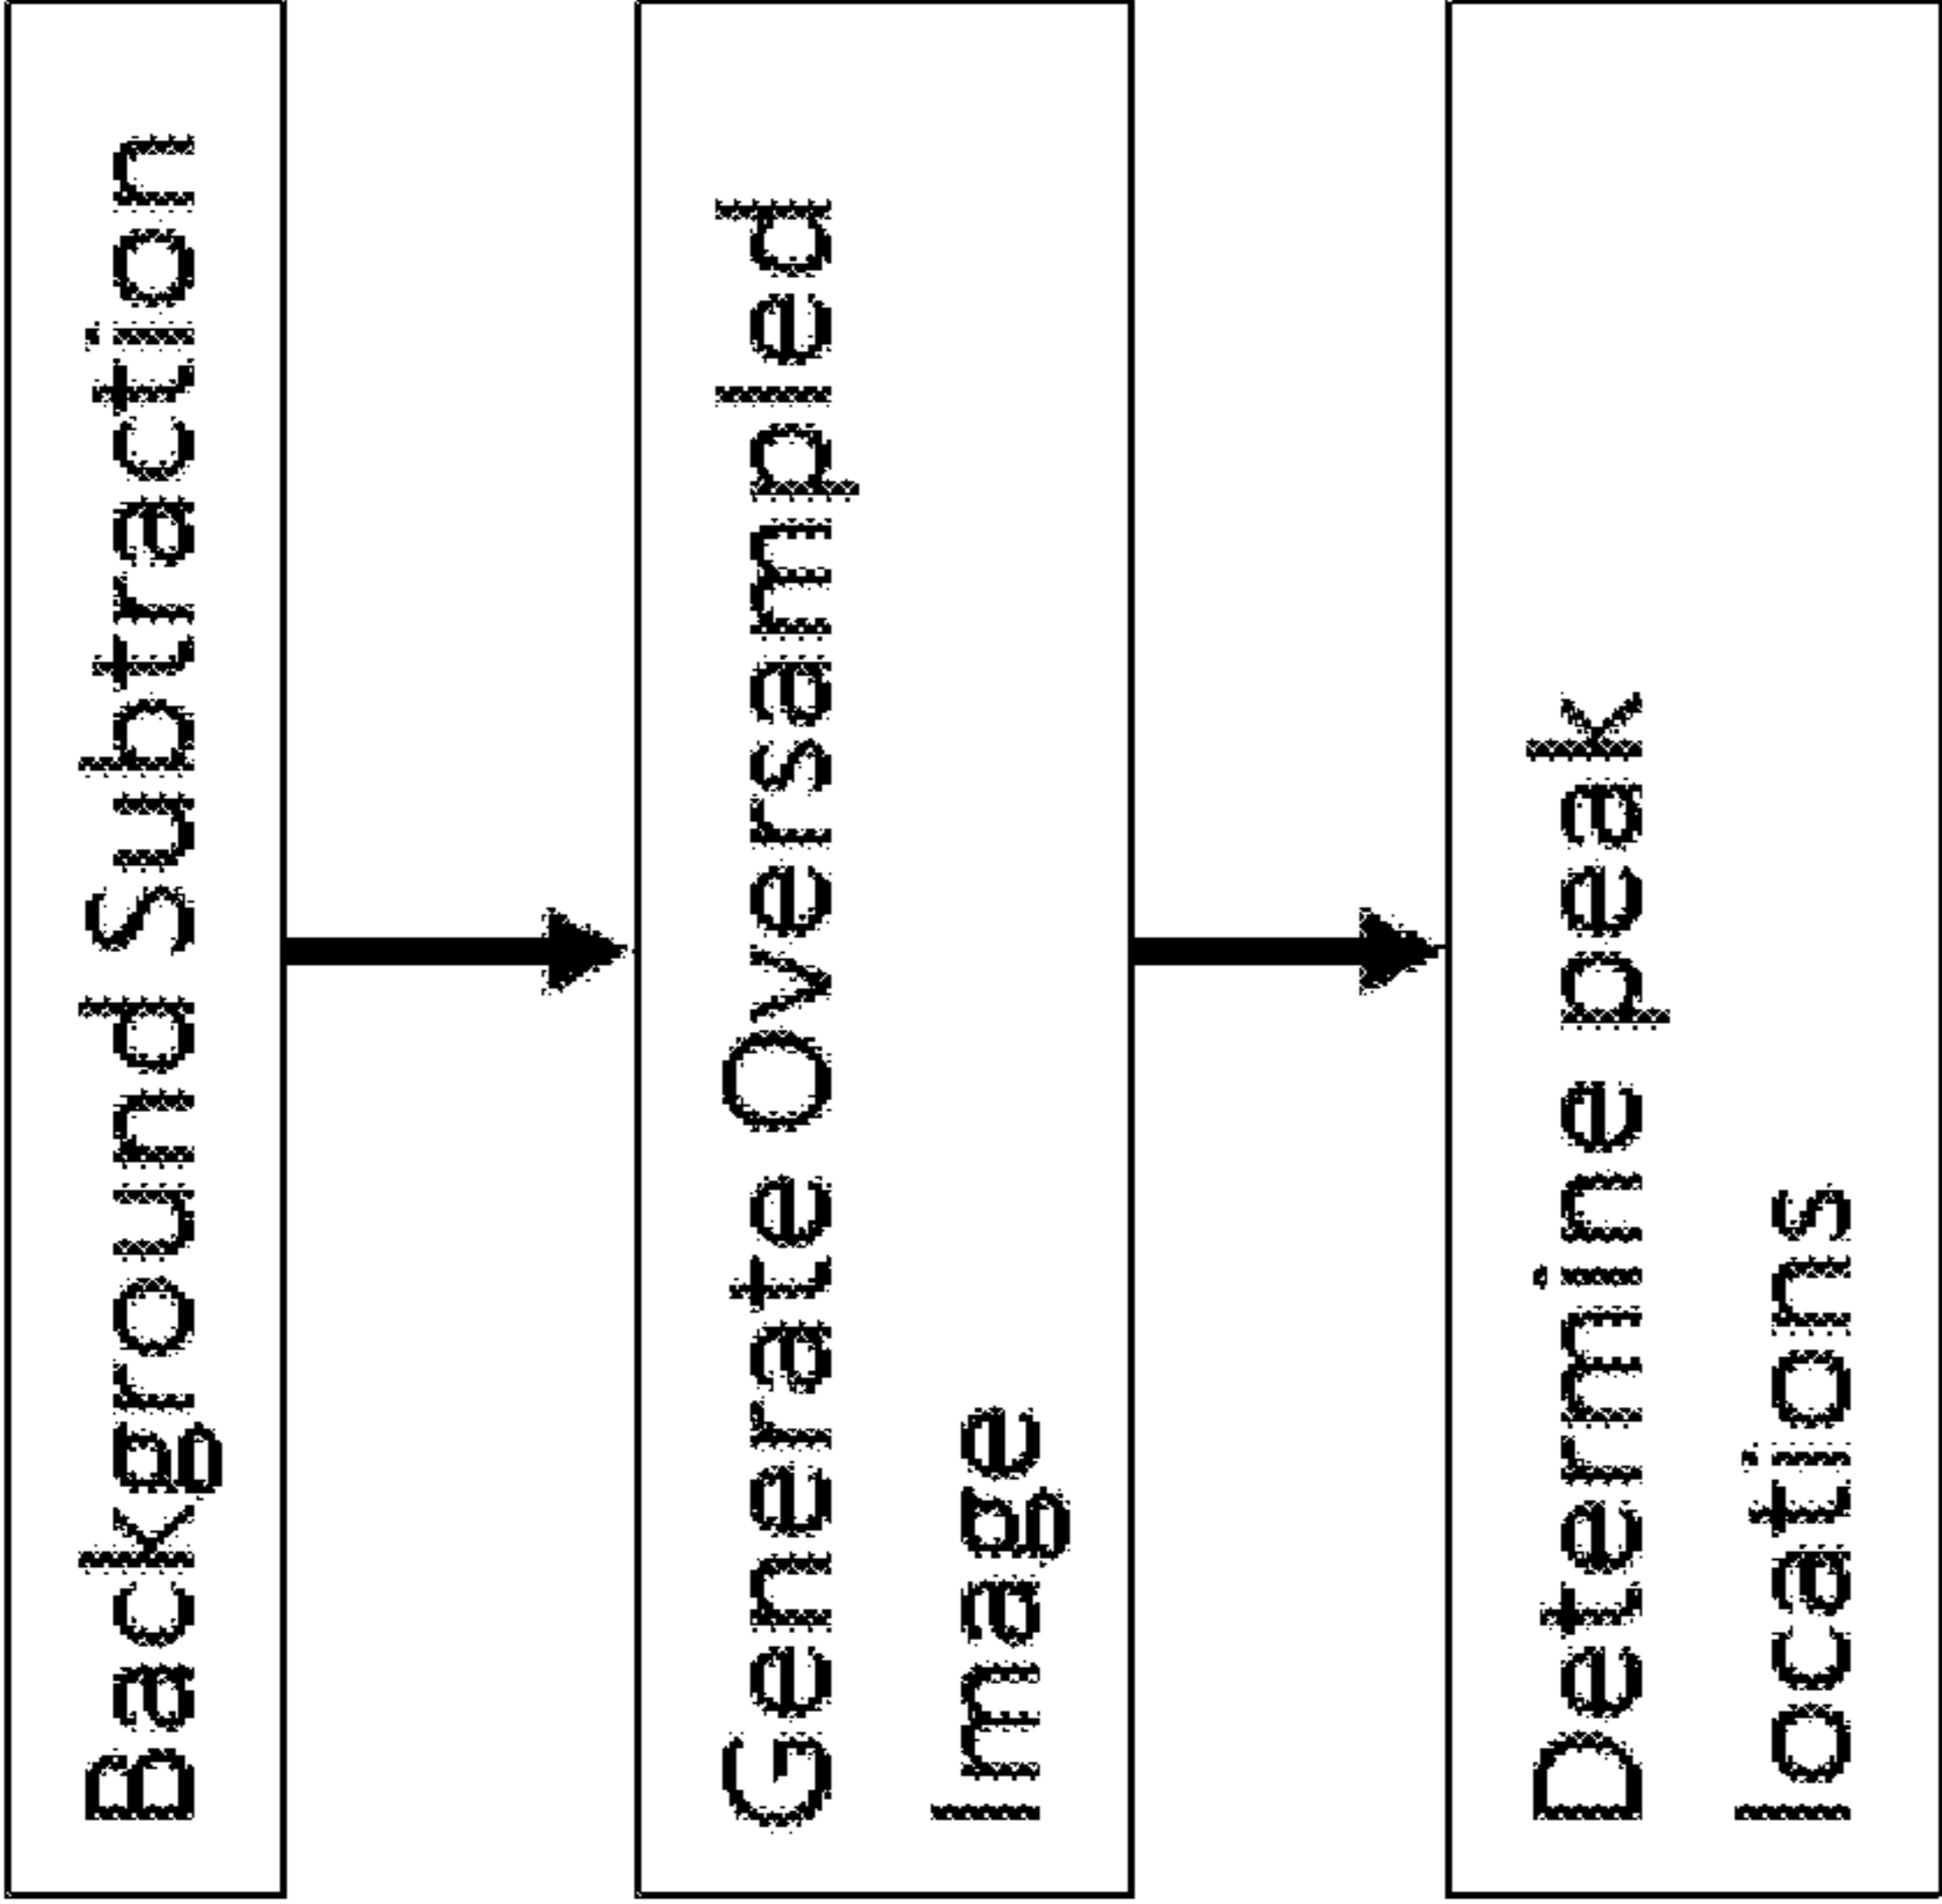 Background Subtraction
Generate Oversampled
Image
Determine peak
locations